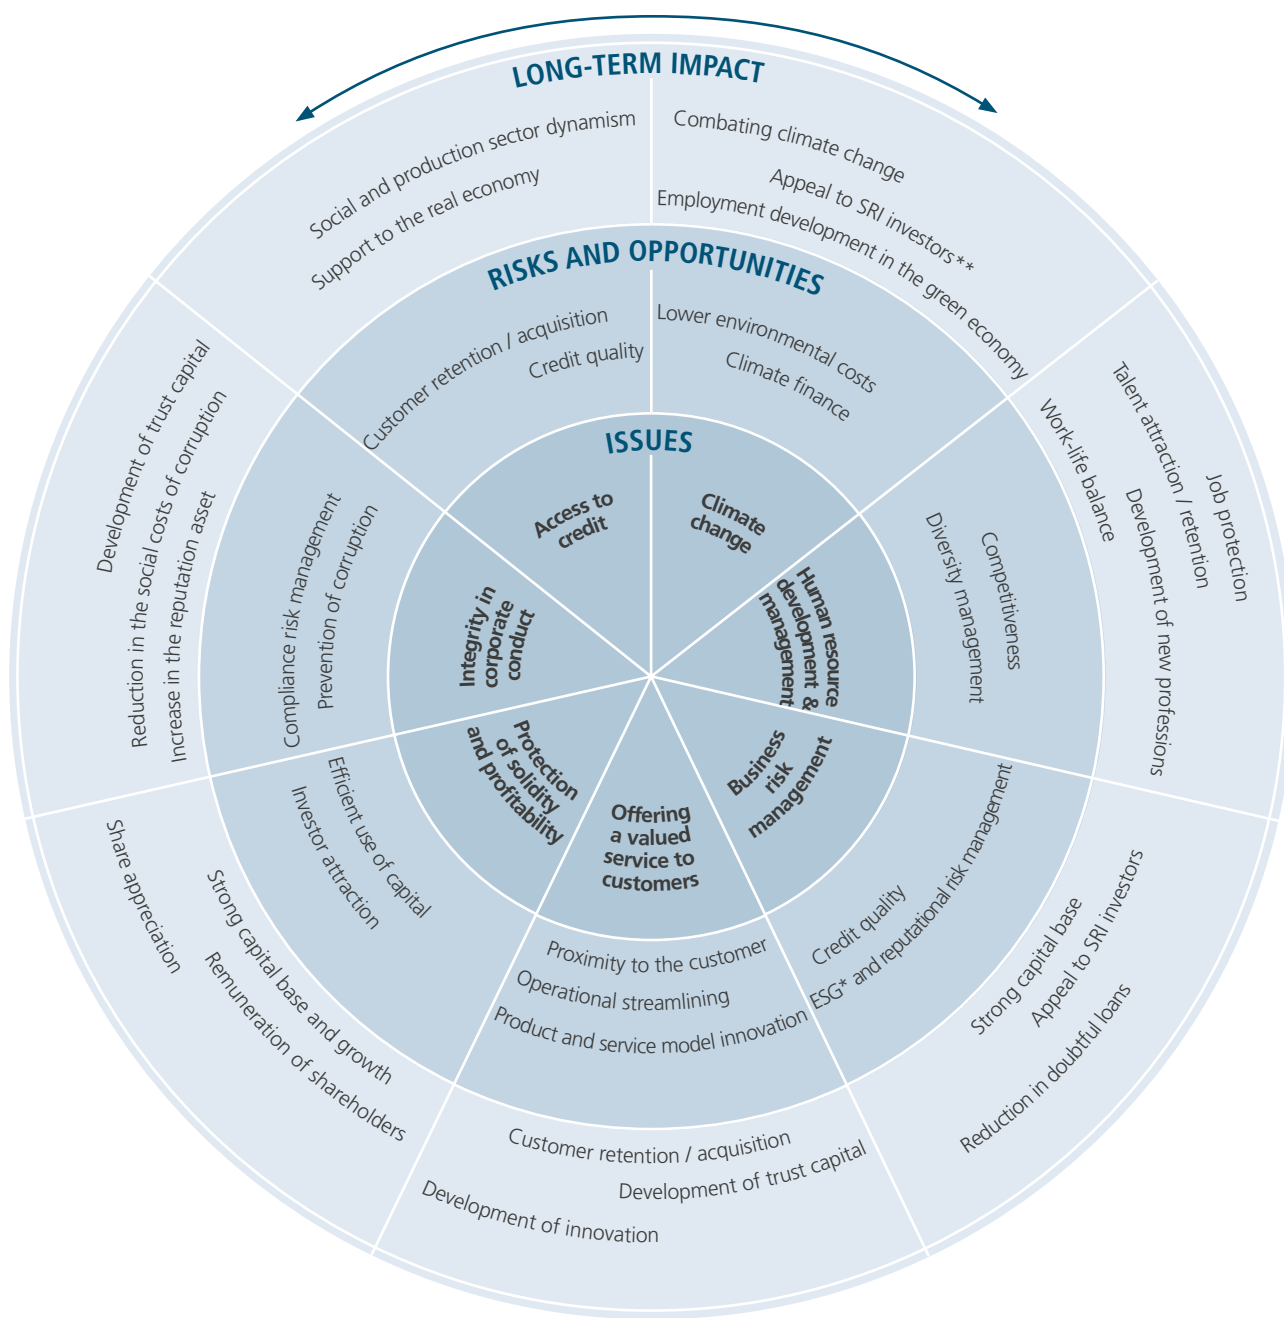 LONG-TERM IMPACT
Social and production sector dynamism
Support to the real economy
Combating climate change
Appeal to SRI investors**
Employment development in the green economy
RISKS AND OPPORTUNITIES
Customer retention / acquisition
Credit quality
Lower environmental costs
Climate finance
ISSUES
Access to
credit
Climate
change
Human resource
development &
management
Competitiveness
Diversity management
Job protection
Talent attraction / retention
Development of new professions
Work-life balance
Business
risk
management
Credit quality
ESG* and reputational risk management
Strong capital base
Appeal to SRI investors
Reduction in doubtful loans
Offering
a valued
service to
customers
Proximity to the customer
Operational streamlining
Product and service model innovation
Customer retention / acquisition
Development of trust capital
Development of innovation
Protection
of solidity
and profitability
Efficient use of capital
Investor attraction
Strong capital base and growth
Remuneration of shareholders
Share appreciation
Integrity in
corporate
conduct
Compliance risk management
Prevention of corruption
Development of trust capital
Reduction in the social costs of corruption
Increase in the reputation asset